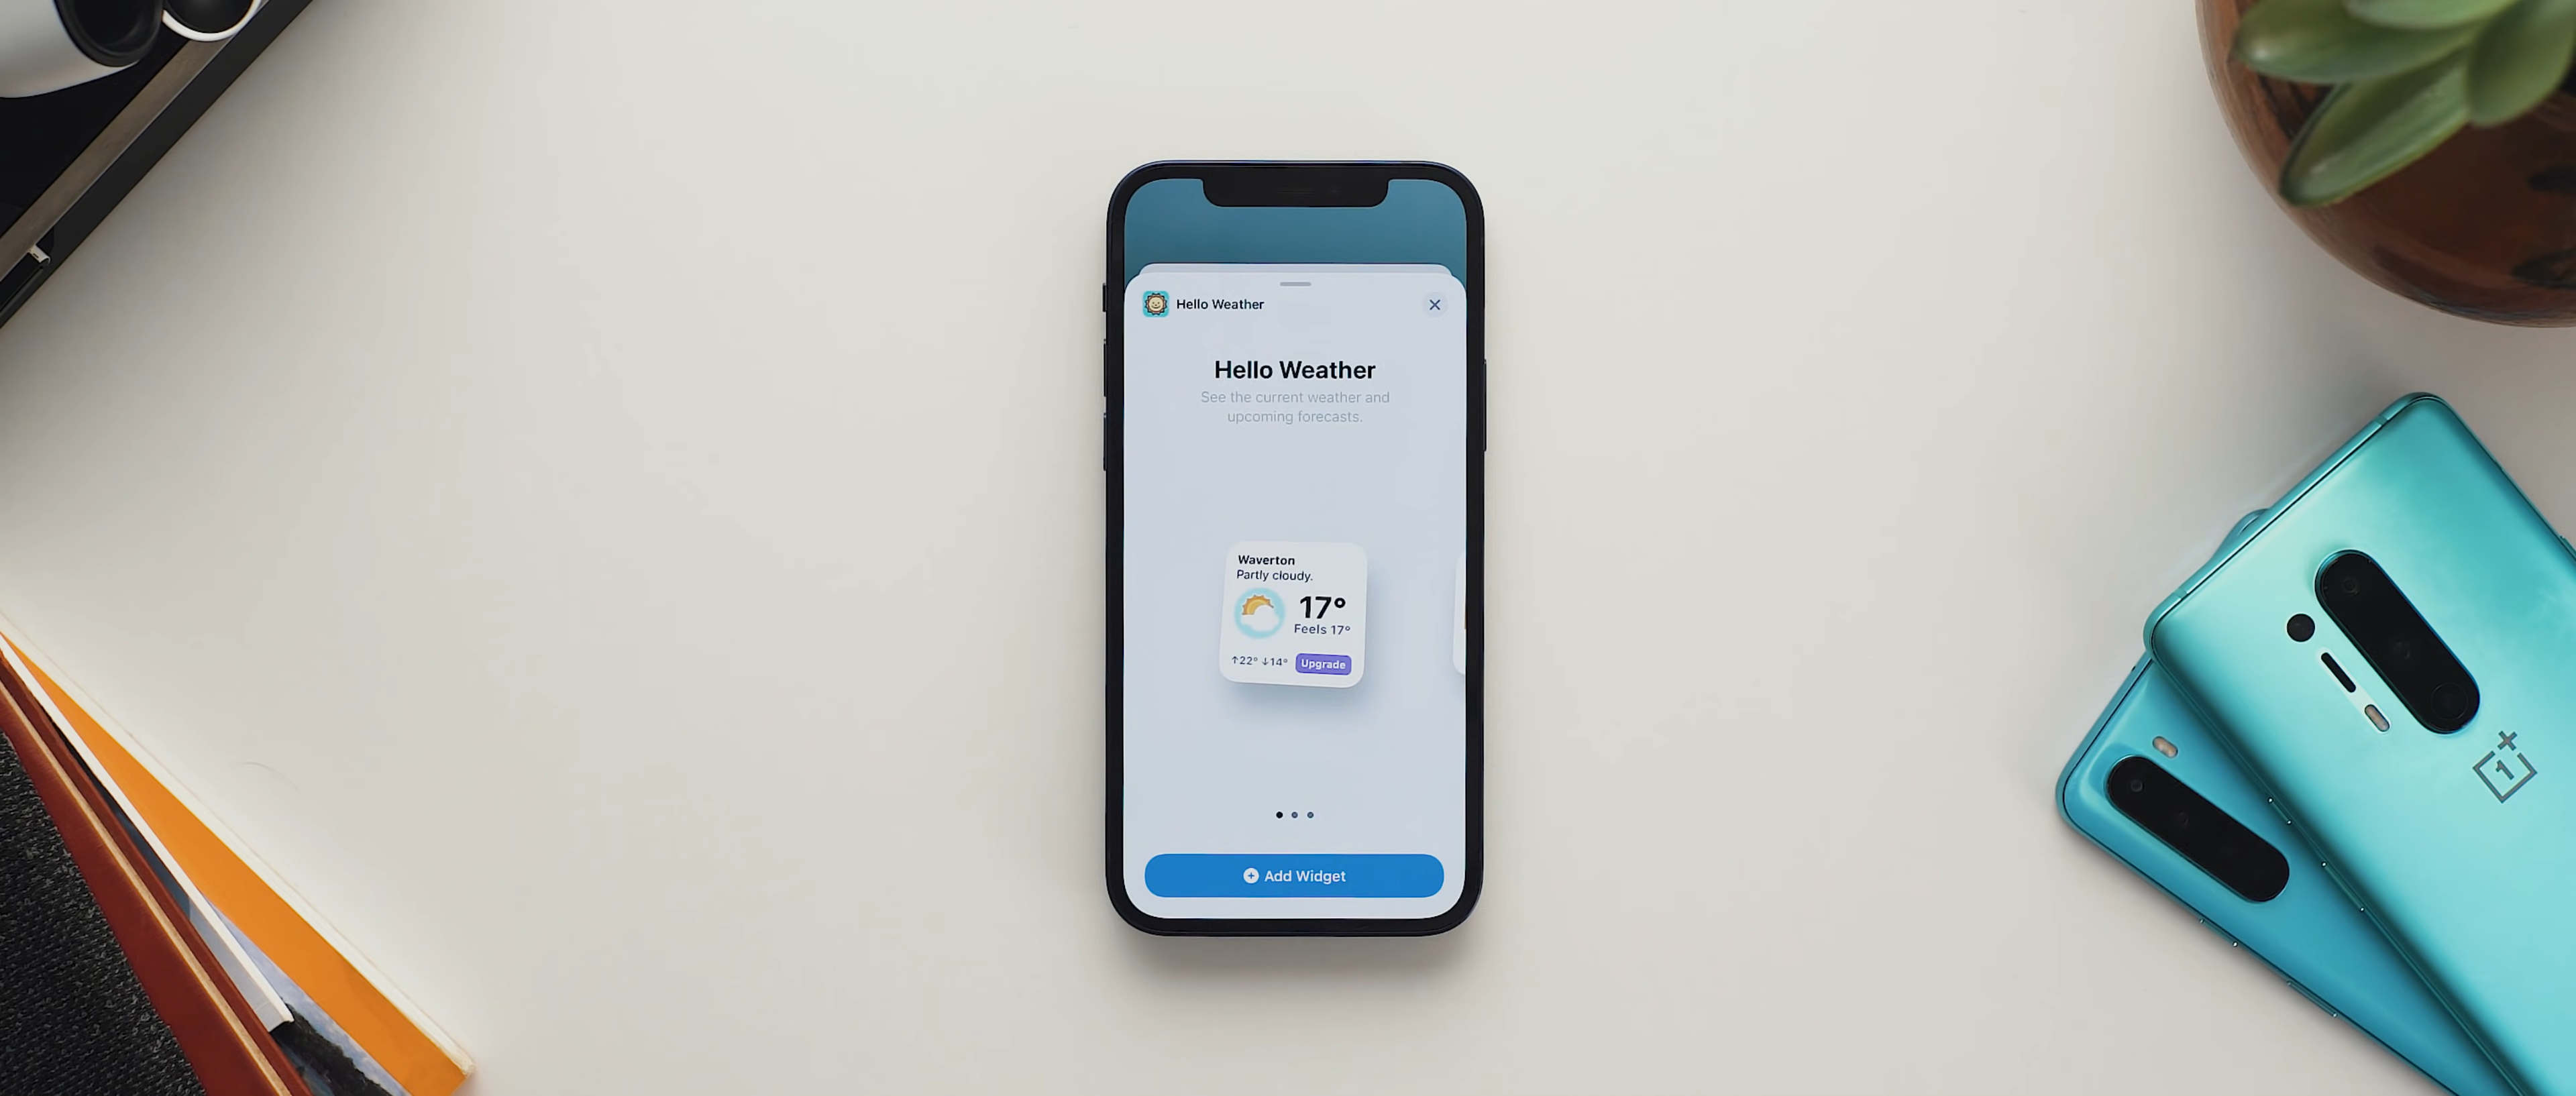 Hello Weather
Hello Weather
See the current weather and
upcoming forecasts.
Waverton
Partly cloudy.
17°
Feels 17°
↑22° ↓14°
Upgrade
Add Widget
1+